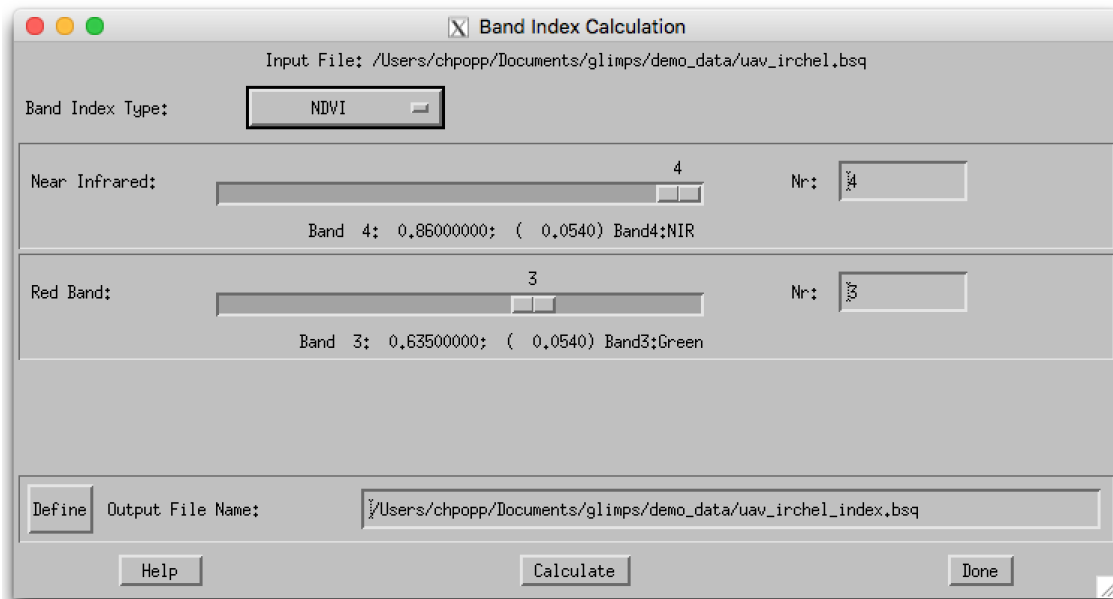 Band Index Calculation
Input File: /Users/chpopp/Documents/glimps/demo_data/uav_irchel.bsq
Band Index Type: NDVI
4
Near Infrared: Nr: 4
Band 4: 0.86000000; ( 0.0540) Band4:NIR
3
Red Band: Nr: 3
Band 3: 0.63500000; ( 0.0540) Band3:Green
Define Output File Name: /Users/chpopp/Documents/glimps/demo_data/uav_irchel_index.bsq
Help Calculate Done